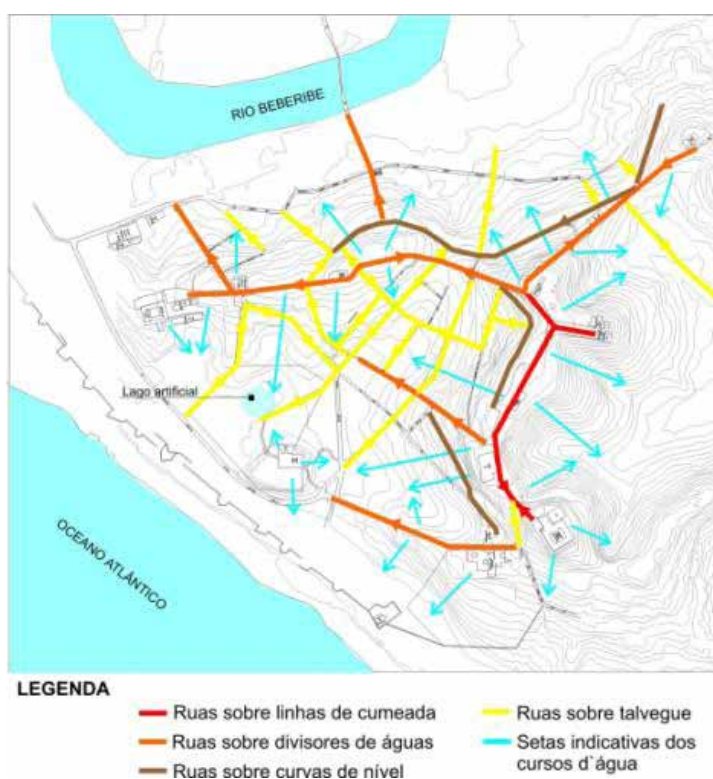 RIO BEBERIBE
Lago artificial
OCEANO ATLÂNTICO
LEGENDA
Ruas sobre linhas de cumeada
Ruas sobre divisores de águas
Ruas sobre curvas de nível
Ruas sobre talvegue
Setas indicativas dos
cursos d`água